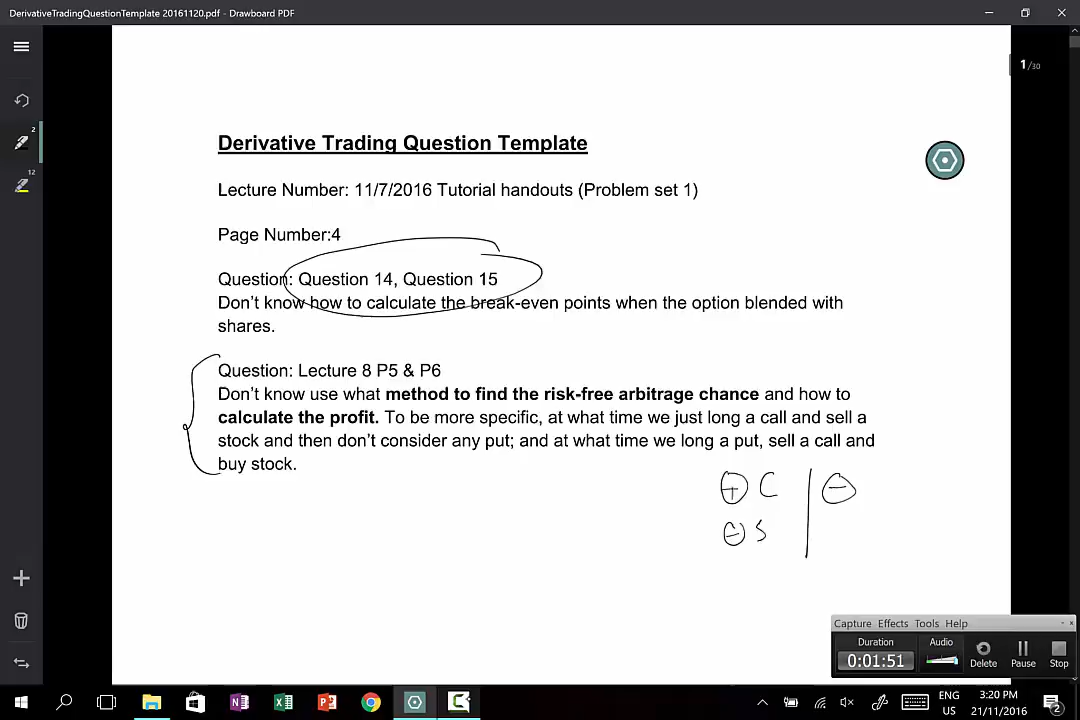 DerivativeTradingQuestionTemplate 20161120.pdf - Drawboard PDF
1/30
2
12
Derivative Trading Question Template
Lecture Number: 11/7/2016 Tutorial handouts (Problem set 1)
Page Number:4
Question: Question 14, Question 15
Don't know how to calculate the break-even points when the option blended with
shares.
Question: Lecture 8 P5 & P6
Don't know use what method to find the risk-free arbitrage chance and how to
calculate the profit. To be more specific, at what time we just long a call and sell a
stock and then don't consider any put; and at what time we long a put, sell a call and
buy stock.
+ C | -
- S
Capture Effects Tools Help
Duration
0:01:51
Audio
Delete
Pause
Stop
ENG
US
3:20 PM
21/11/2016
2